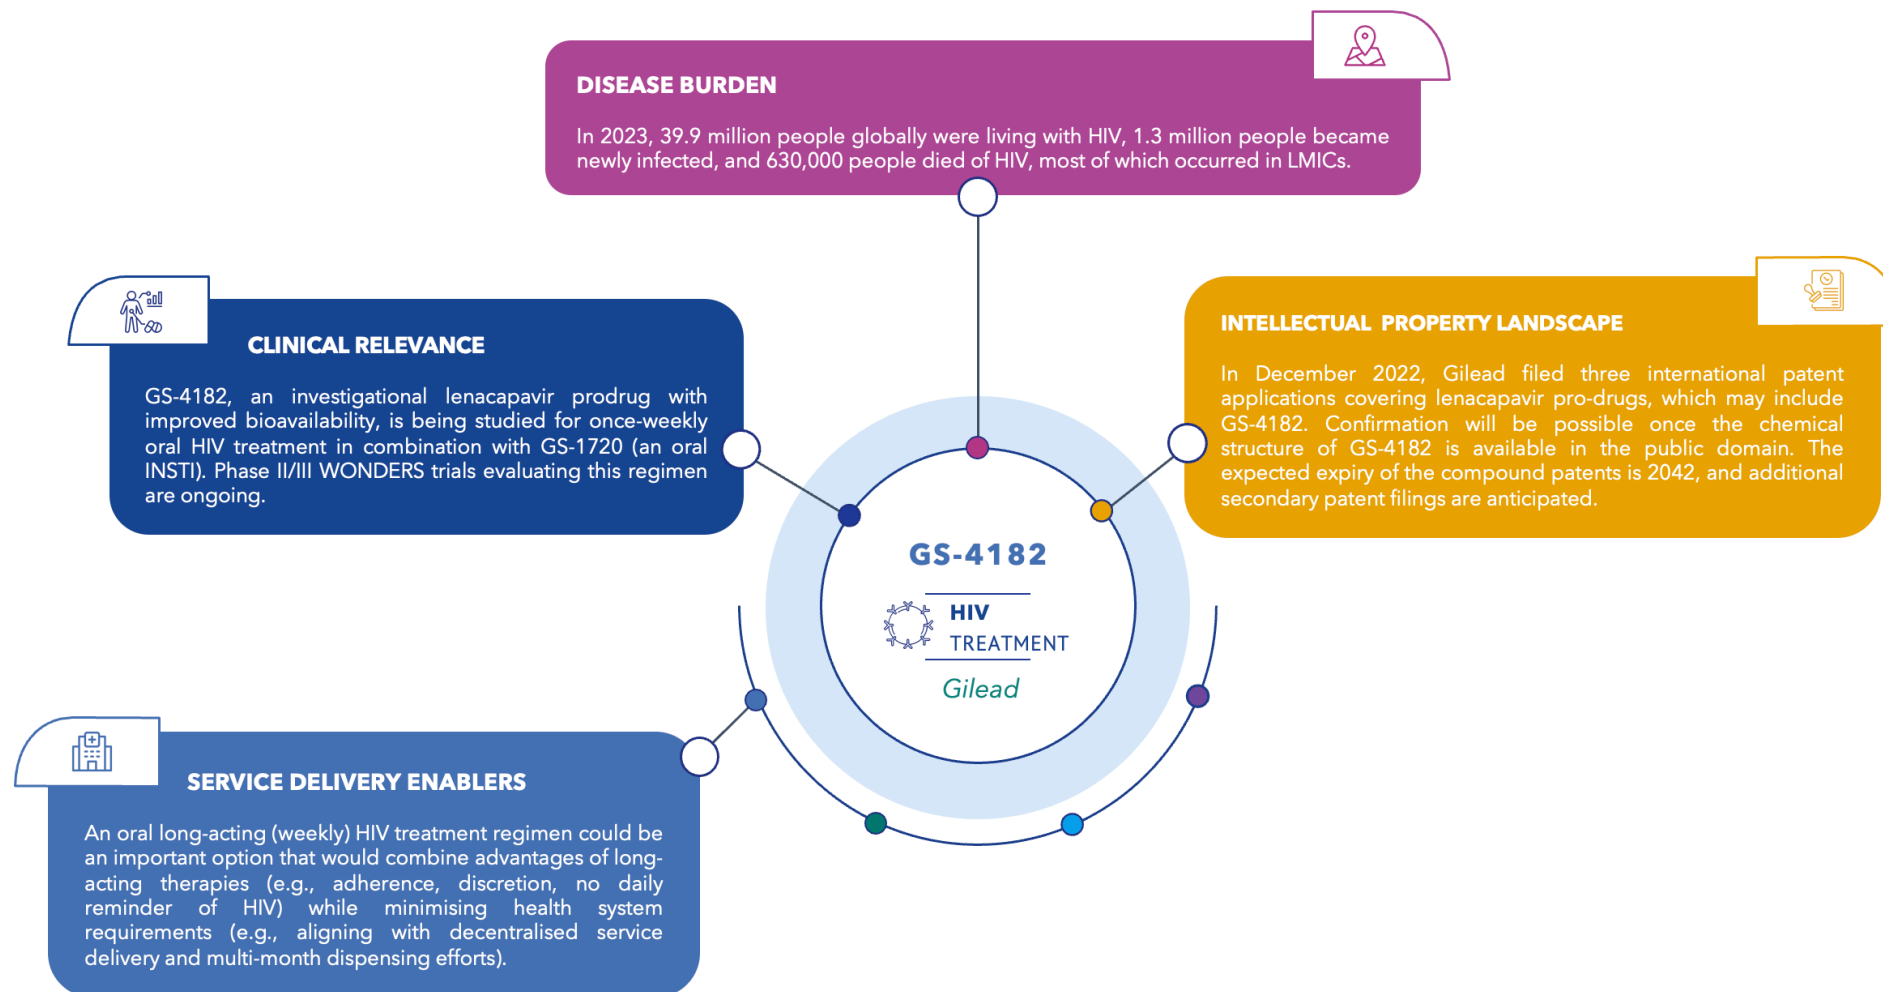 DISEASE BURDEN
In 2023, 39.9 million people globally were living with HIV, 1.3 million people became
newly infected, and 630,000 people died of HIV, most of which occurred in LMICs.
CLINICAL RELEVANCE
GS-4182, an investigational lenacapavir prodrug with
improved bioavailability, is being studied for once-weekly
oral HIV treatment in combination with GS-1720 (an oral
INSTI). Phase II/III WONDERS trials evaluating this regimen
are ongoing.
INTELLECTUAL PROPERTY LANDSCAPE
In December 2022, Gilead filed three international patent
applications covering lenacapavir pro-drugs, which may include
GS-4182. Confirmation will be possible once the chemical
structure of GS-4182 is available in the public domain. The
expected expiry of the compound patents is 2042, and additional
secondary patent filings are anticipated.
GS-4182
HIV
TREATMENT
Gilead
SERVICE DELIVERY ENABLERS
An oral long-acting (weekly) HIV treatment regimen could be
an important option that would combine advantages of long-
acting therapies (e.g., adherence, discretion, no daily
reminder of HIV) while minimising health system
requirements (e.g., aligning with decentralised service
delivery and multi-month dispensing efforts).